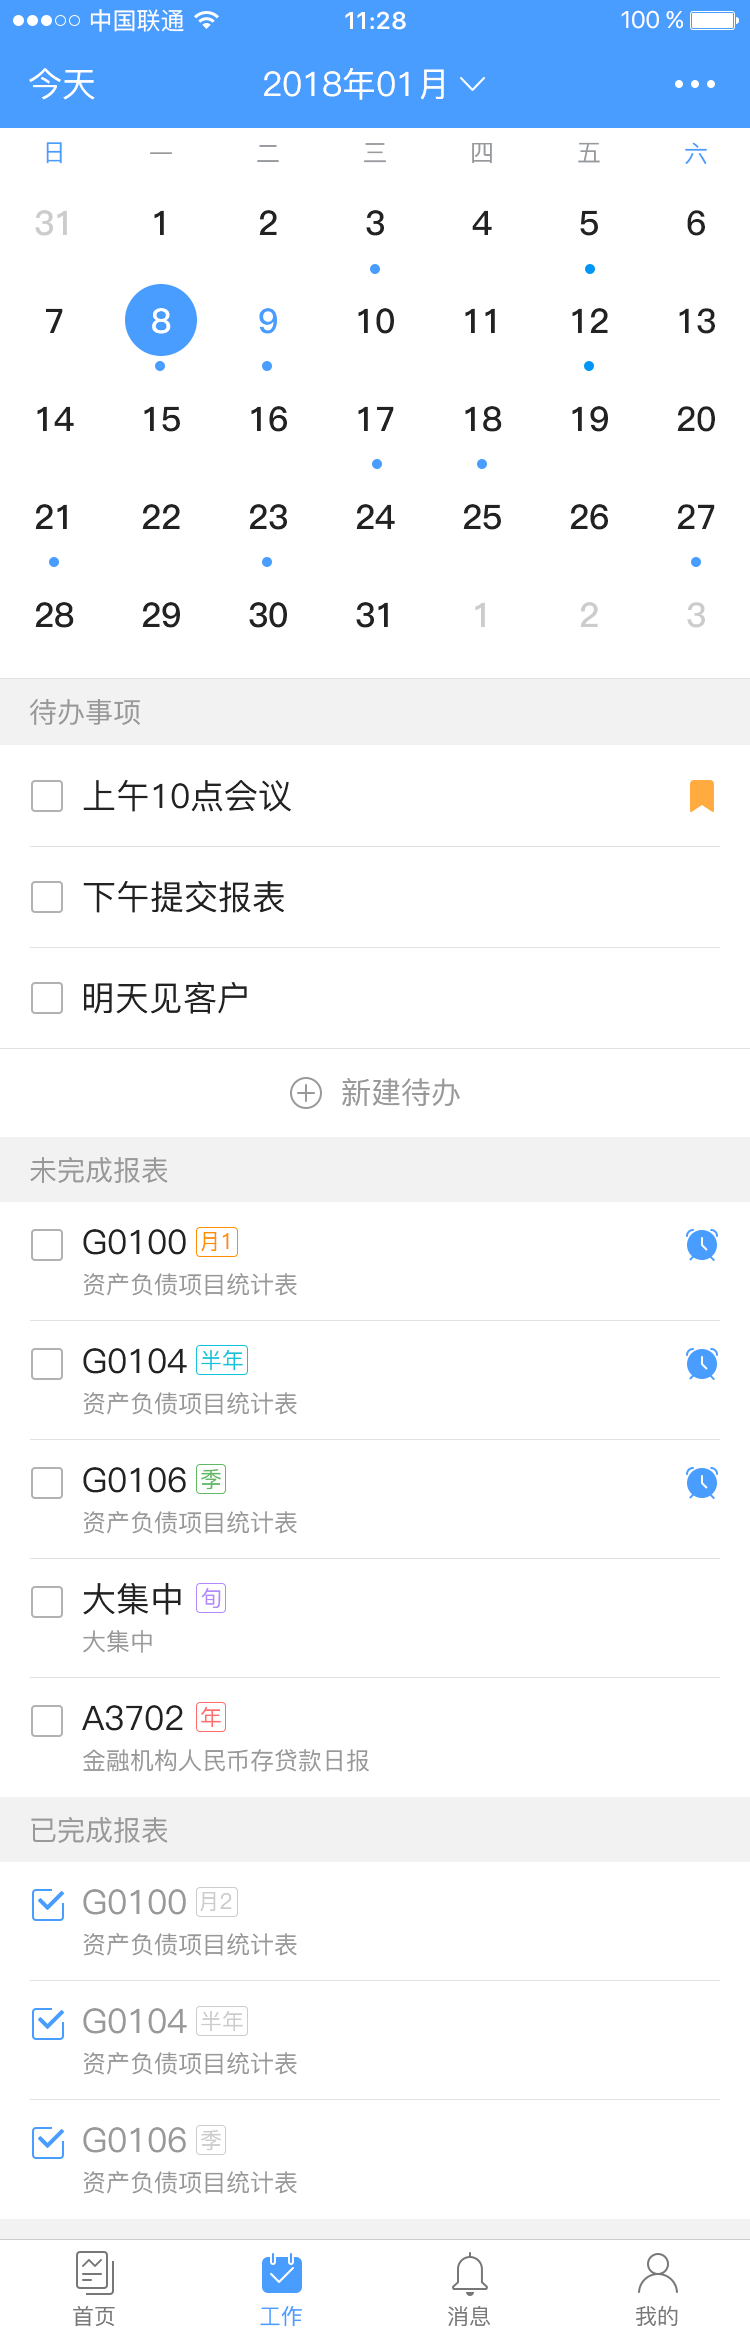 中国联通 11:28 100 %
今天 2018年01月
日 一 二 三 四 五 六
31 1 2 3 4 5 6
7 8 9 10 11 12 13
14 15 16 17 18 19 20
21 22 23 24 25 26 27
28 29 30 31 1 2 3
待办事项
上午10点会议
下午提交报表
明天见客户
新建待办
未完成报表
G0100 月1
资产负债项目统计表
G0104 半年
资产负债项目统计表
G0106 季
资产负债项目统计表
大集中 旬
大集中
A3702 年
金融机构人民币存贷款日报
已完成报表
G0100 月2
资产负债项目统计表
G0104 半年
资产负债项目统计表
G0106 季
资产负债项目统计表
首页 工作 消息 我的